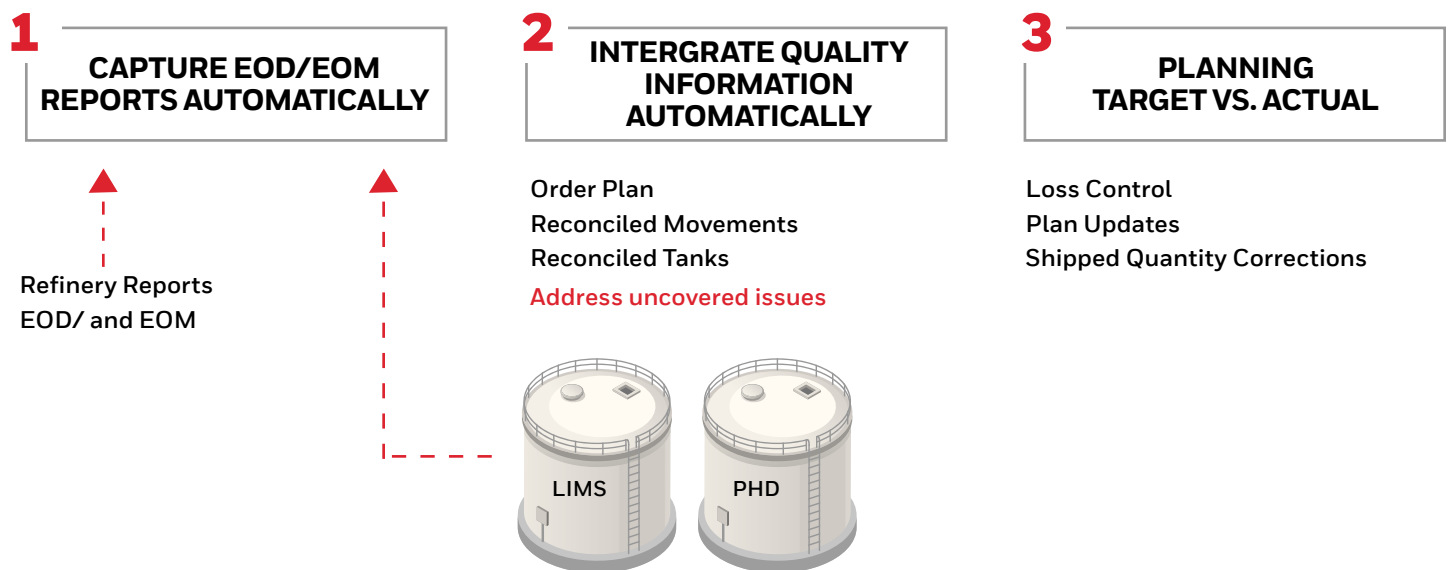 1
CAPTURE EOD/EOM
REPORTS AUTOMATICALLY
Refinery Reports
EOD/ and EOM
2
INTERGRATE QUALITY
INFORMATION
AUTOMATICALLY
Order Plan
Reconciled Movements
Reconciled Tanks
Address uncovered issues
LIMS
PHD
3
PLANNING
TARGET VS. ACTUAL
Loss Control
Plan Updates
Shipped Quantity Corrections